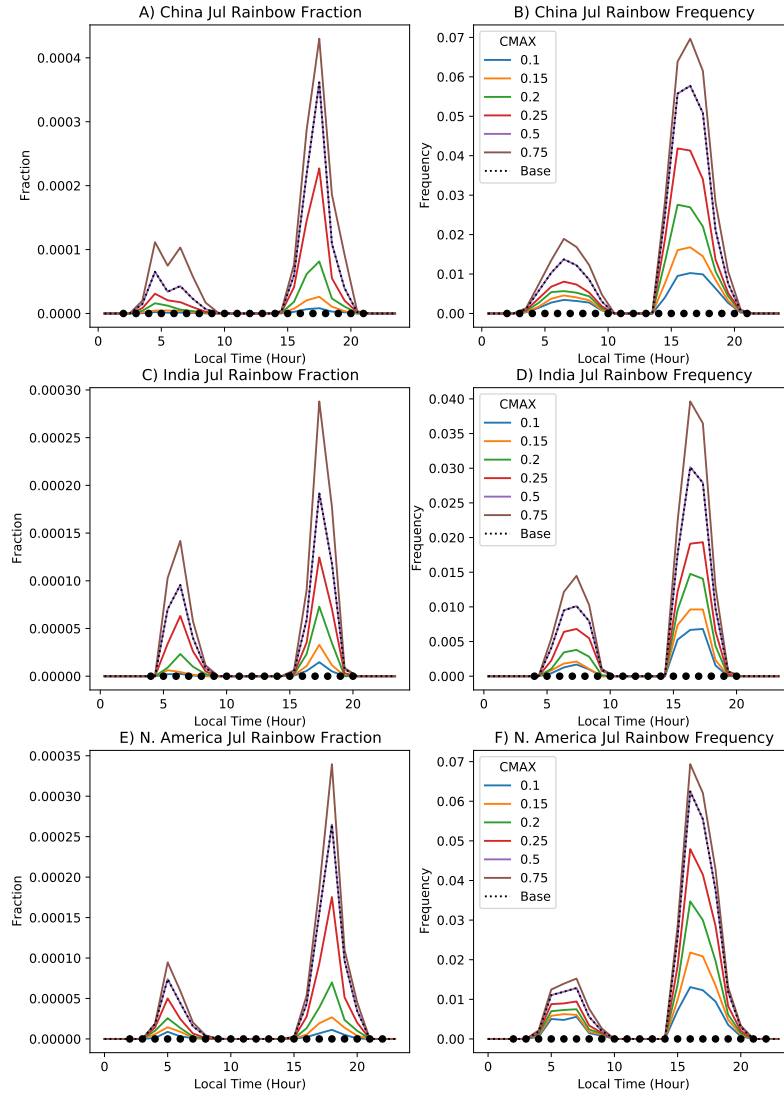 A) China Jul Rainbow Fraction
Fraction
0.0004
0.0003
0.0002
0.0001
0.0000
0 5 10 15 20
Local Time (Hour)
B) China Jul Rainbow Frequency
Frequency
0.07
0.06
0.05
0.04
0.03
0.02
0.01
0.00
CMAX
0.1
0.15
0.2
0.25
0.5
0.75
Base
0 5 10 15 20
Local Time (Hour)
C) India Jul Rainbow Fraction
Fraction
0.00030
0.00025
0.00020
0.00015
0.00010
0.00005
0.00000
0 5 10 15 20
Local Time (Hour)
D) India Jul Rainbow Frequency
Frequency
0.040
0.035
0.030
0.025
0.020
0.015
0.010
0.005
0.000
CMAX
0.1
0.15
0.2
0.25
0.5
0.75
Base
0 5 10 15 20
Local Time (Hour)
E) N. America Jul Rainbow Fraction
Fraction
0.00035
0.00030
0.00025
0.00020
0.00015
0.00010
0.00005
0.00000
0 5 10 15 20
Local Time (Hour)
F) N. America Jul Rainbow Frequency
Frequency
0.07
0.06
0.05
0.04
0.03
0.02
0.01
0.00
CMAX
0.1
0.15
0.2
0.25
0.5
0.75
Base
0 5 10 15 20
Local Time (Hour)